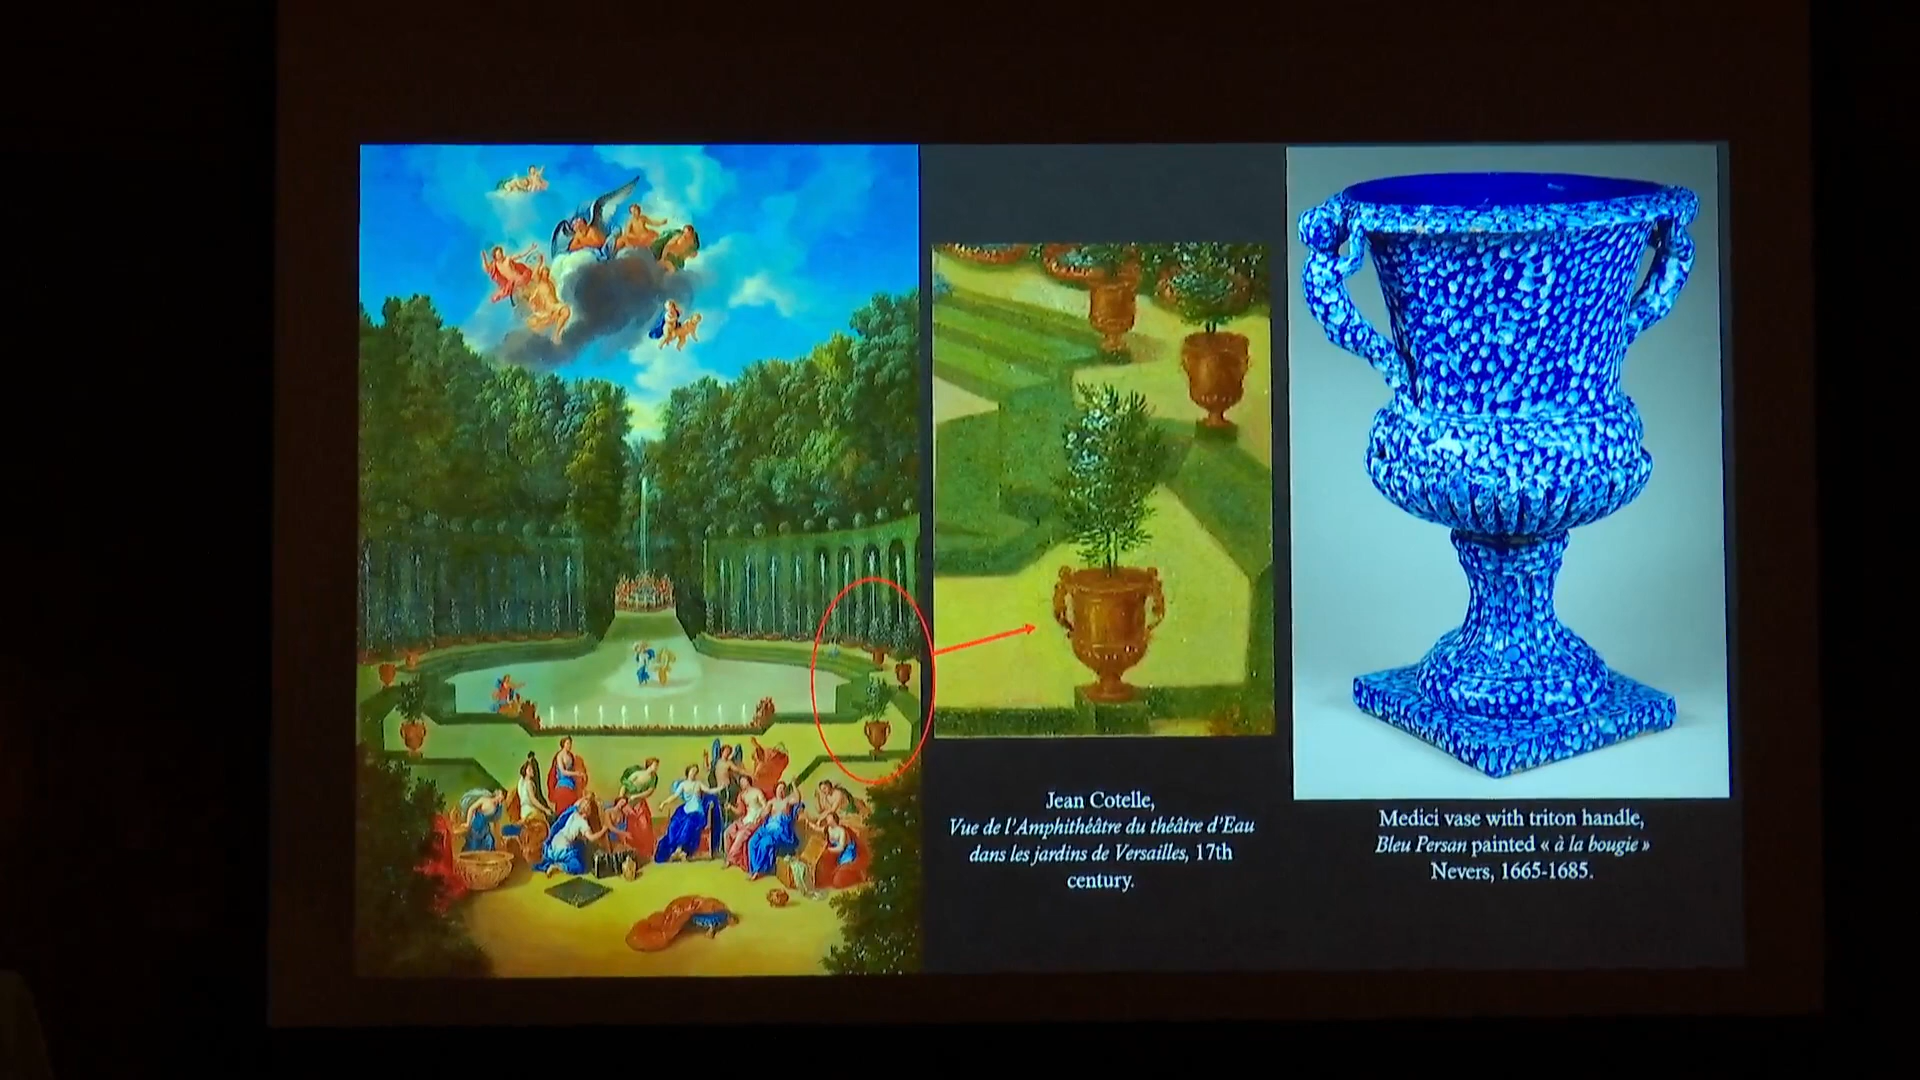 Jean Cotelle,
Vue de l'Amphithéâtre du théâtre d'Eau
dans les jardins de Versailles, 17th
century.
Medici vase with triton handle,
Bleu Persan painted « à la bougie »
Nevers, 1665-1685.